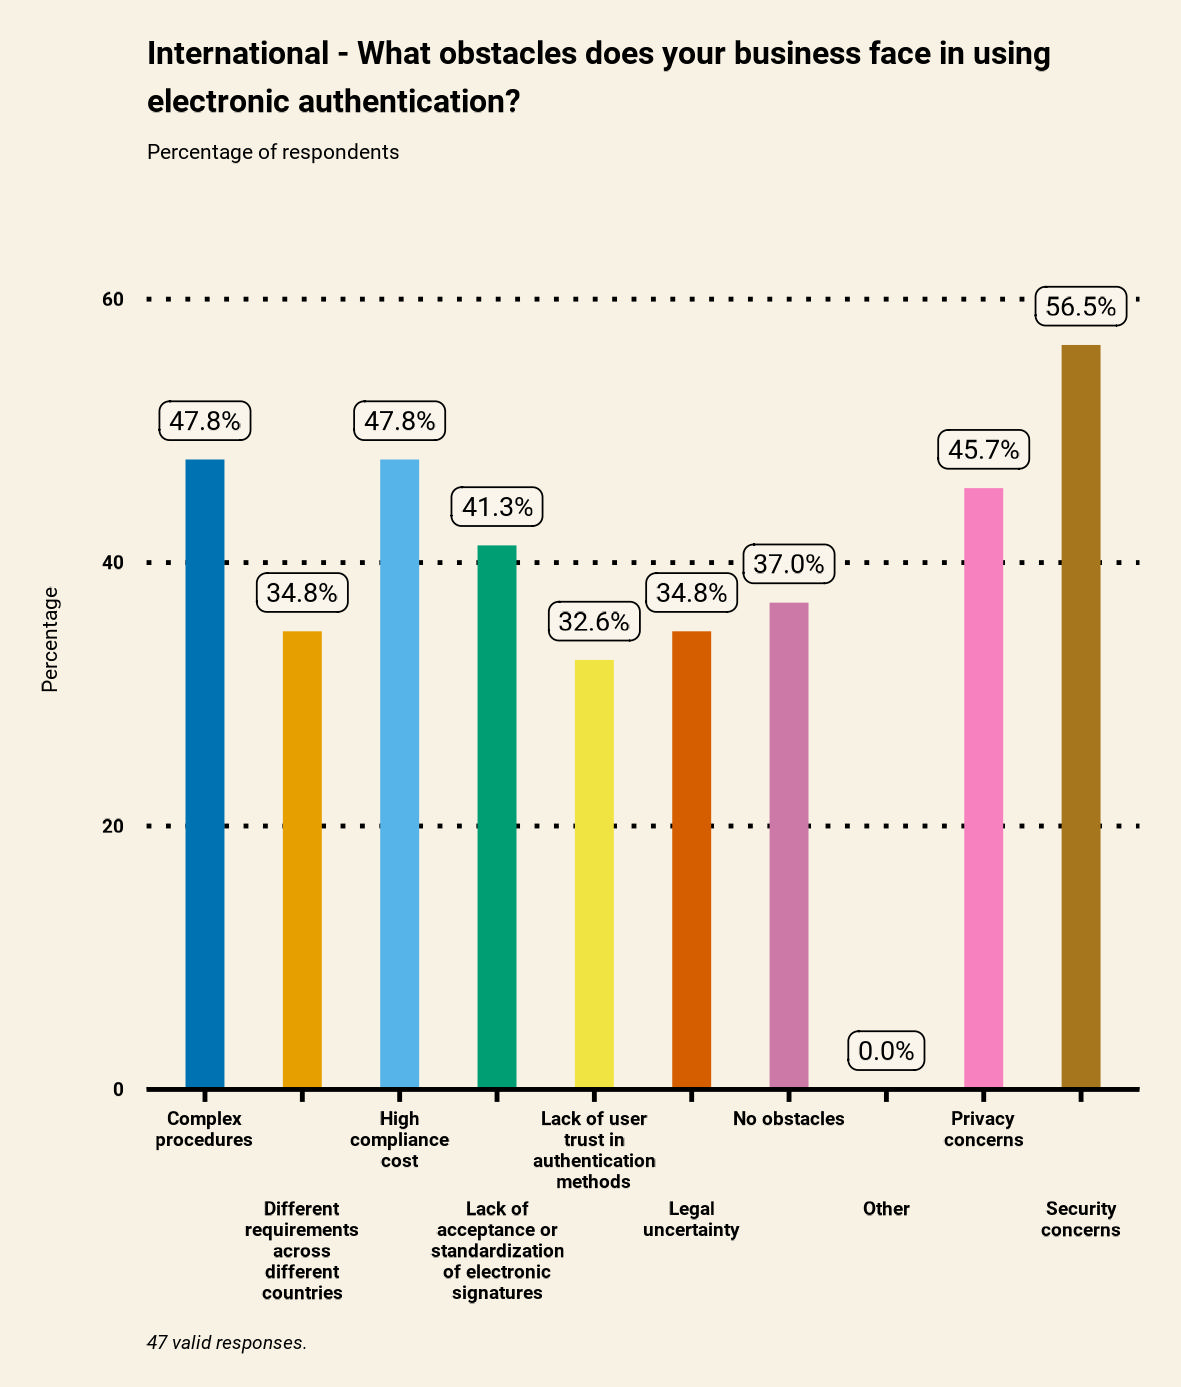 International - What obstacles does your business face in using
electronic authentication?
Percentage of respondents
60
40
20
0
Percentage
47.8%
34.8%
47.8%
41.3%
32.6%
34.8%
37.0%
0.0%
45.7%
56.5%
Complex
procedures
Different
requirements
across
different
countries
High
compliance
cost
Lack of
acceptance or
standardization
of electronic
signatures
Lack of user
trust in
authentication
methods
Legal
uncertainty
No obstacles
Other
Privacy
concerns
Security
concerns
47 valid responses.